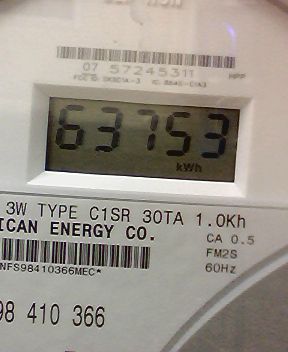 07 57245311
63753
kWh
3W TYPE C1SR 30TA 1.0Kh
ICAN ENERGY CO.
CA 0.5
FM2S
60Hz
NFS98410366MEC*
98 410 366